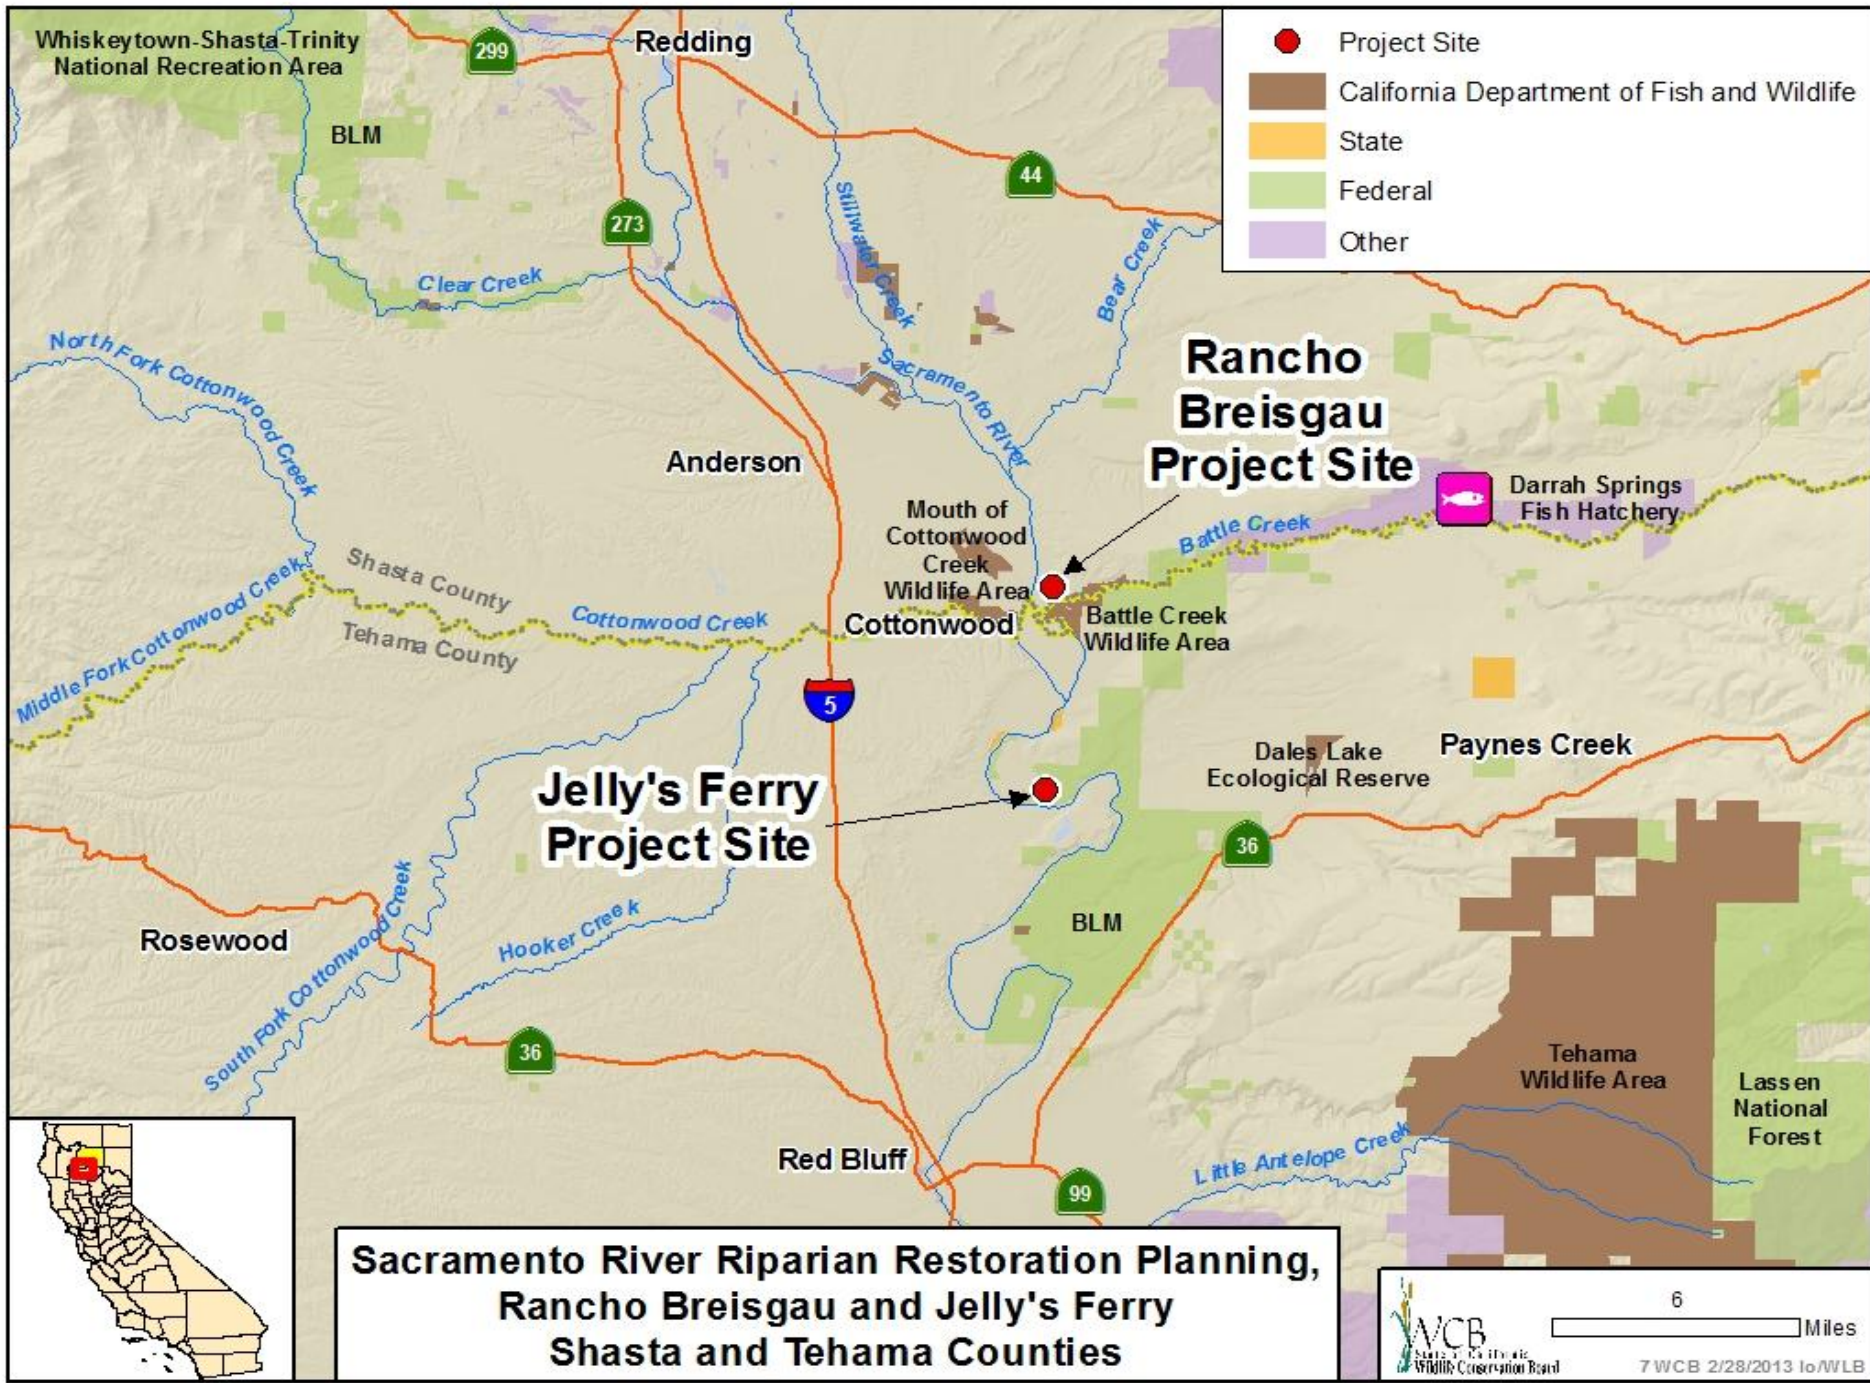 Whiskeytown-Shasta-Trinity
National Recreation Area
299
Redding
Project Site
California Department of Fish and Wildlife
State
Federal
Other
BLM
44
273
Stillwater Creek
Bear Creek
Clear Creek
North Fork Cottonwood Creek
Sacramento River
Rancho
Breisgau
Project Site
Anderson
Darrah Springs
Fish Hatchery
Mouth of
Cottonwood
Creek
Wildlife Area
Battle Creek
Shasta County
Middle Fork Cottonwood Creek
Cottonwood Creek
Tehama County
Cottonwood
Battle Creek
Wildlife Area
5
Dales Lake
Ecological Reserve
Paynes Creek
Jelly's Ferry
Project Site
36
South Fork Cottonwood Creek
Hooker Creek
BLM
Rosewood
36
Tehama
Wildlife Area
Lassen
National
Forest
Red Bluff
Little Antelope Creek
99
Sacramento River Riparian Restoration Planning,
Rancho Breisgau and Jelly's Ferry
Shasta and Tehama Counties
6
Miles
WCB
State of California
Wildlife Conservation Board
7 WCB 2/28/2013 lo/WLB